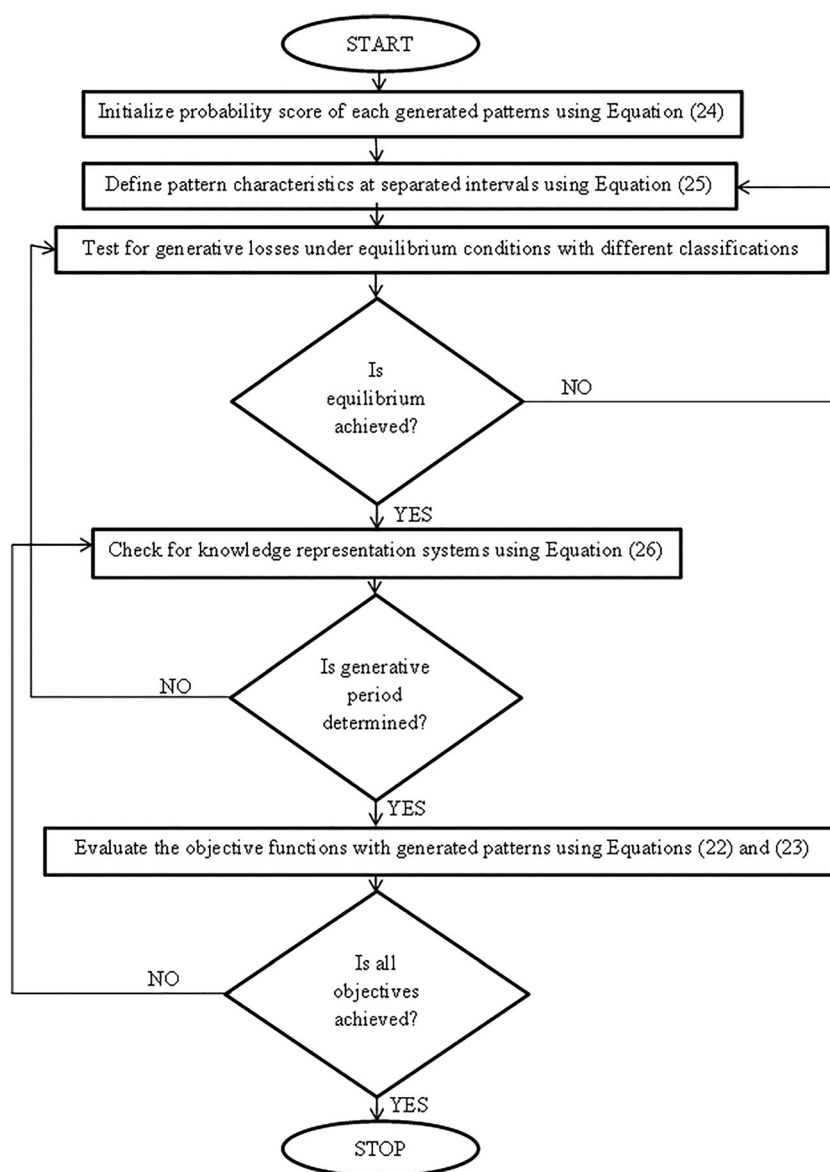 START
Initialize probability score of each generated patterns using Equation (24)
Define pattern characteristics at separated intervals using Equation (25)
Test for generative losses under equilibrium conditions with different classifications
Is
equilibrium
achieved?
NO
YES
Check for knowledge representation systems using Equation (26)
Is generative
period
determined?
NO
YES
Evaluate the objective functions with generated patterns using Equations (22) and (23)
Is all
objectives
achieved?
NO
YES
STOP